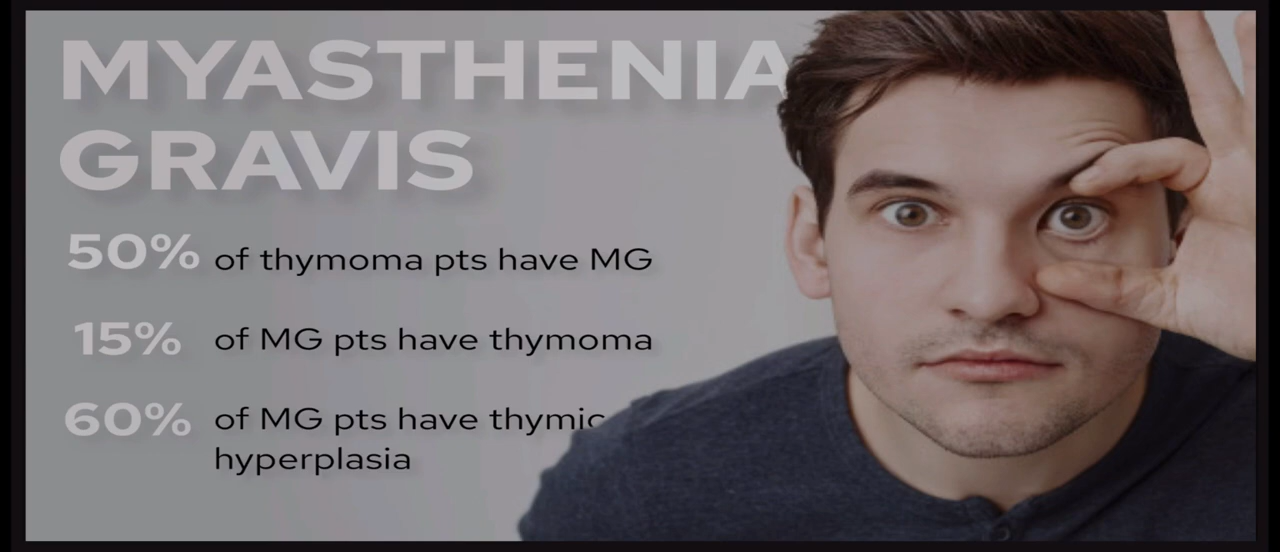 MYASTHENIA
GRAVIS
50% of thymoma pts have MG
15% of MG pts have thymoma
60% of MG pts have thymic
hyperplasia